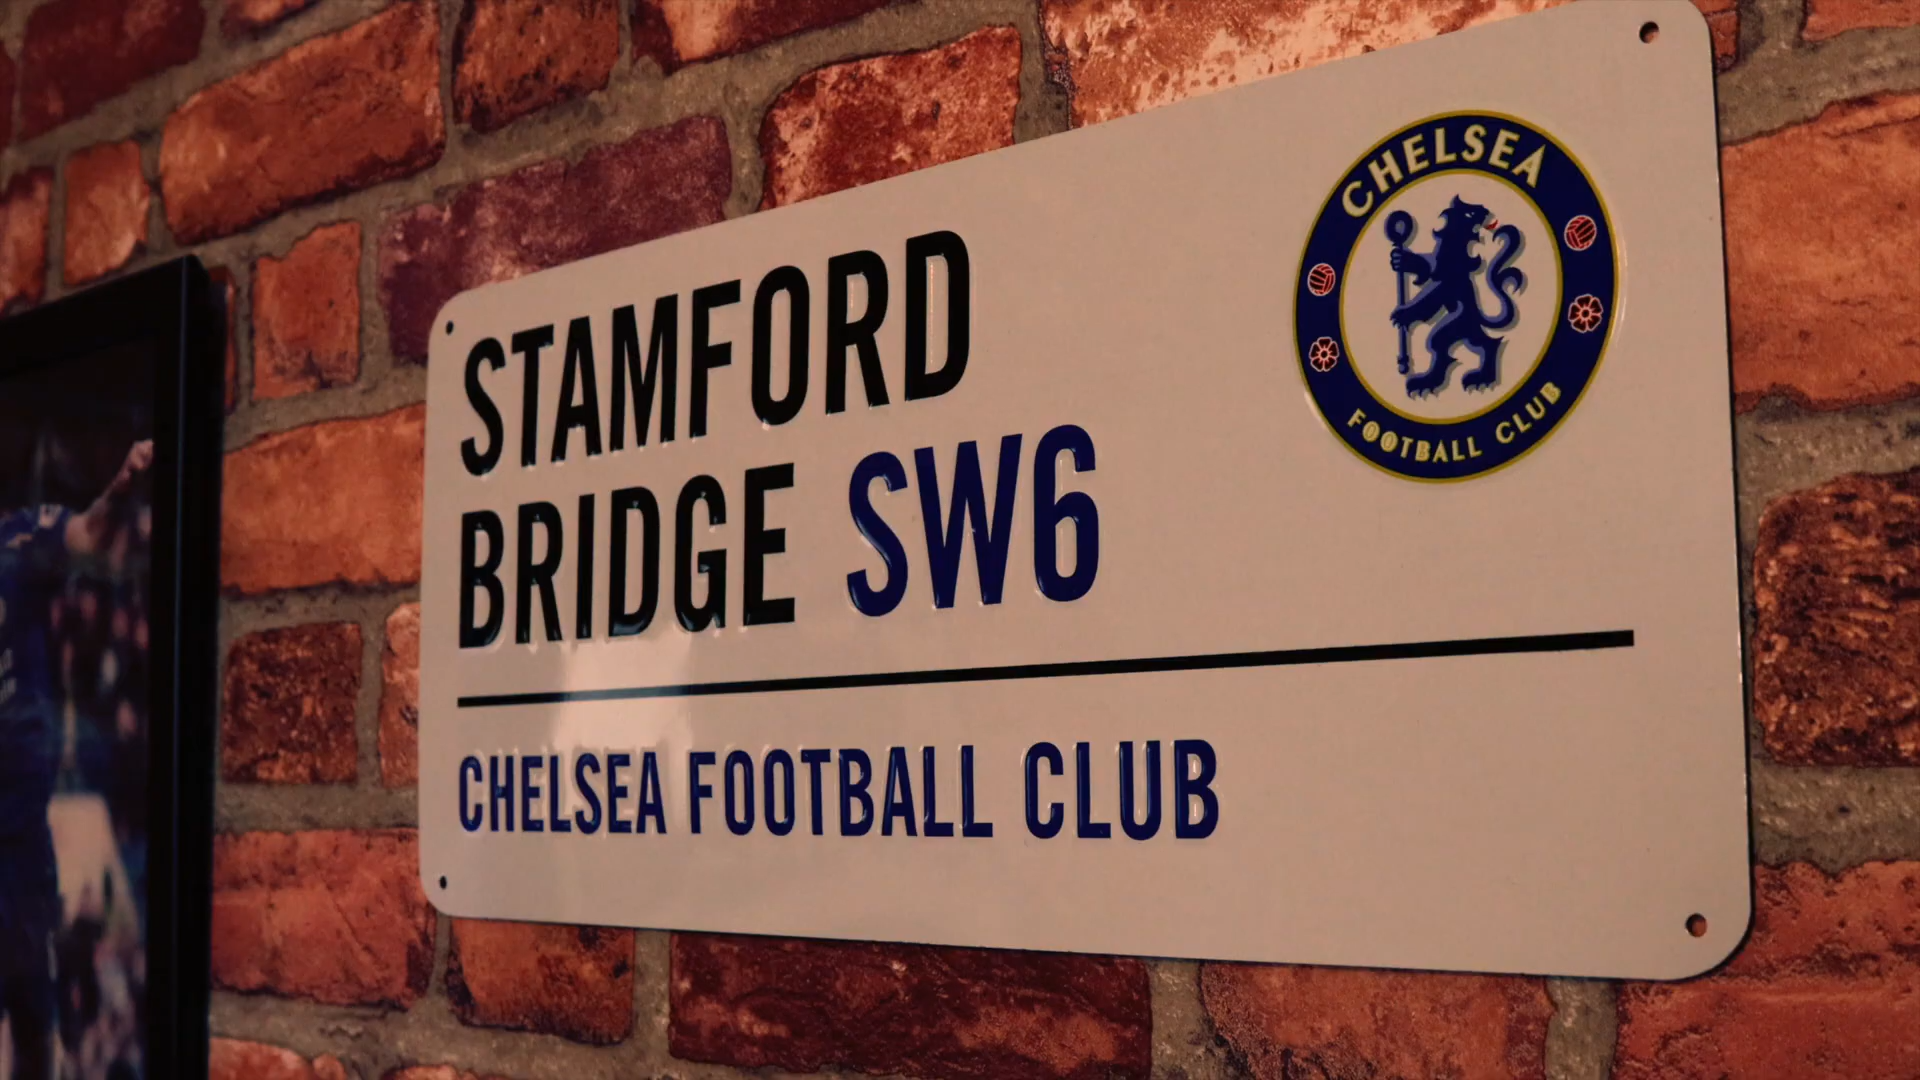 STAMFORD
BRIDGE SW6
CHELSEA FOOTBALL CLUB
CHELSEA
FOOTBALL CLUB